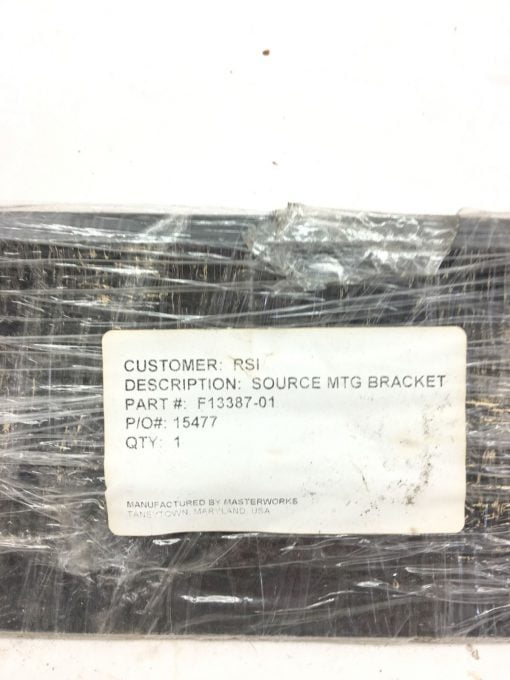 CUSTOMER: RSI
DESCRIPTION: SOURCE MTG BRACKET
PART #: F13387-01
P/O#: 15477
QTY: 1
MANUFACTURED BY MASTERWORKS
TANEYTOWN, MARYLAND, USA